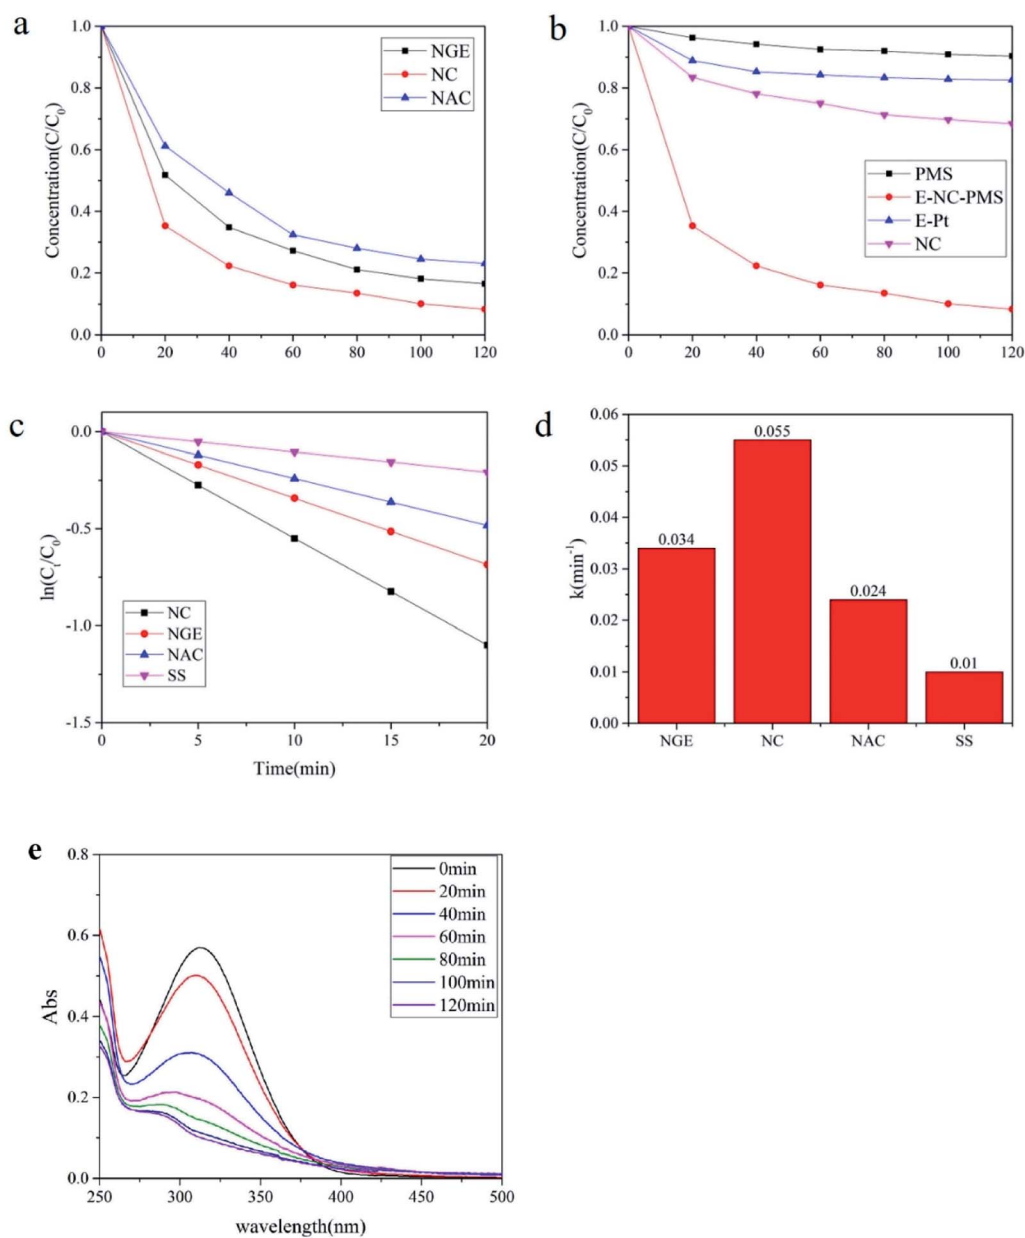 a
1.0
0.8
0.6
0.4
0.2
0.0
Concentration(C/C0)
NGE
NC
NAC
0 20 40 60 80 100 120
b
1.0
0.8
0.6
0.4
0.2
0.0
Concentration(C/C0)
PMS
E-NC-PMS
E-Pt
NC
0 20 40 60 80 100 120
c
0.0
-0.5
-1.0
-1.5
ln(Ct/C0)
NC
NGE
NAC
SS
0 5 10 15 20
Time(min)
d
0.06
0.05
0.04
0.03
0.02
0.01
0.00
k(min-1)
0.034
0.055
0.024
0.01
NGE NC NAC SS
e
0.8
0.6
0.4
0.2
0.0
Abs
0min
20min
40min
60min
80min
100min
120min
250 300 350 400 450 500
wavelength(nm)